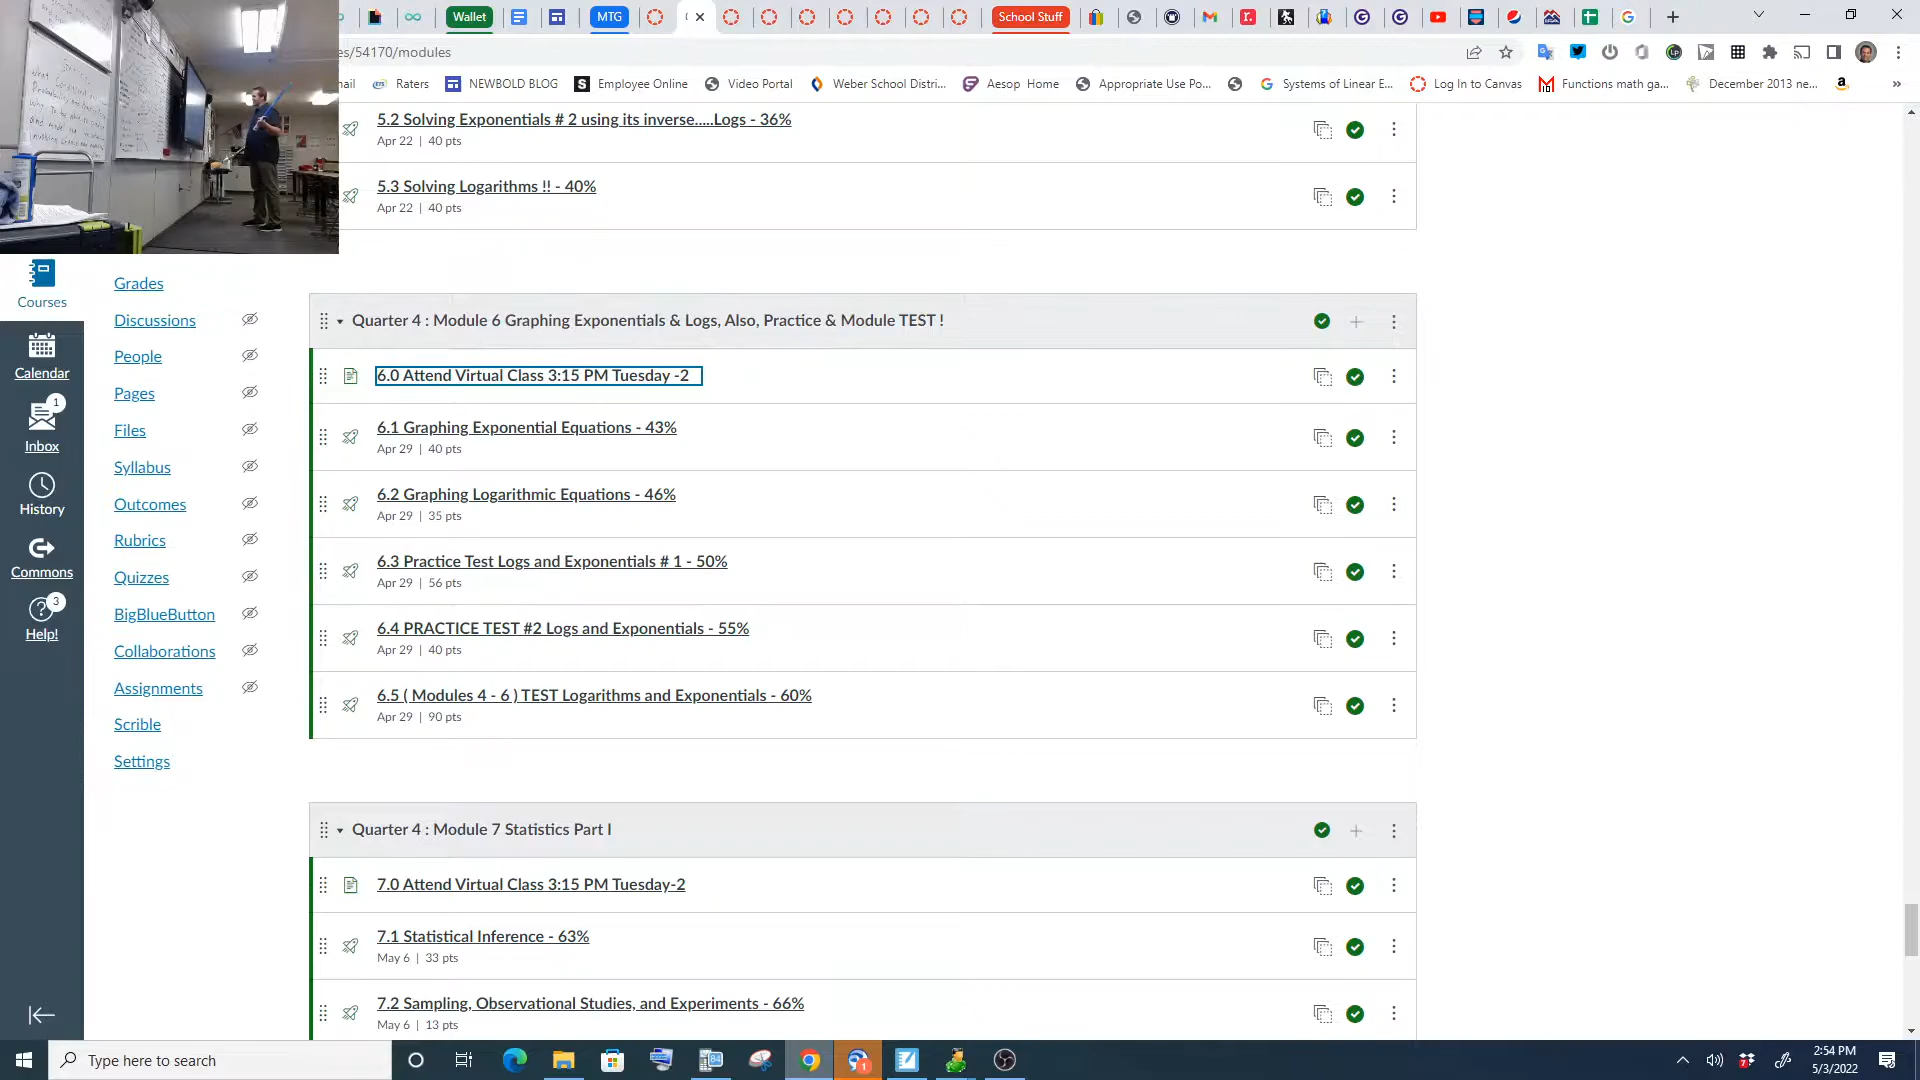 Wallet
MTG
School Stuff
es/54170/modules
mail
Raters
NEWBOLD BLOG
Employee Online
Video Portal
Weber School Distri...
Aesop Home
Appropriate Use Po...
Systems of Linear E...
Log In to Canvas
Functions math ga...
December 2013 ne...
»
5.2 Solving Exponentials # 2 using its inverse.....Logs - 36%
Apr 22 | 40 pts
5.3 Solving Logarithms !! - 40%
Apr 22 | 40 pts
Courses
Calendar
1
Inbox
History
Commons
3
Help!
Grades
Discussions
People
Pages
Files
Syllabus
Outcomes
Rubrics
Quizzes
BigBlueButton
Collaborations
Assignments
Scrible
Settings
Quarter 4 : Module 6 Graphing Exponentials & Logs, Also, Practice & Module TEST !
6.0 Attend Virtual Class 3:15 PM Tuesday -2
6.1 Graphing Exponential Equations - 43%
Apr 29 | 40 pts
6.2 Graphing Logarithmic Equations - 46%
Apr 29 | 35 pts
6.3 Practice Test Logs and Exponentials # 1 - 50%
Apr 29 | 56 pts
6.4 PRACTICE TEST #2 Logs and Exponentials - 55%
Apr 29 | 40 pts
6.5 ( Modules 4 - 6 ) TEST Logarithms and Exponentials - 60%
Apr 29 | 90 pts
Quarter 4 : Module 7 Statistics Part I
7.0 Attend Virtual Class 3:15 PM Tuesday-2
7.1 Statistical Inference - 63%
May 6 | 33 pts
7.2 Sampling, Observational Studies, and Experiments - 66%
May 6 | 13 pts
Type here to search
2:54 PM
5/3/2022